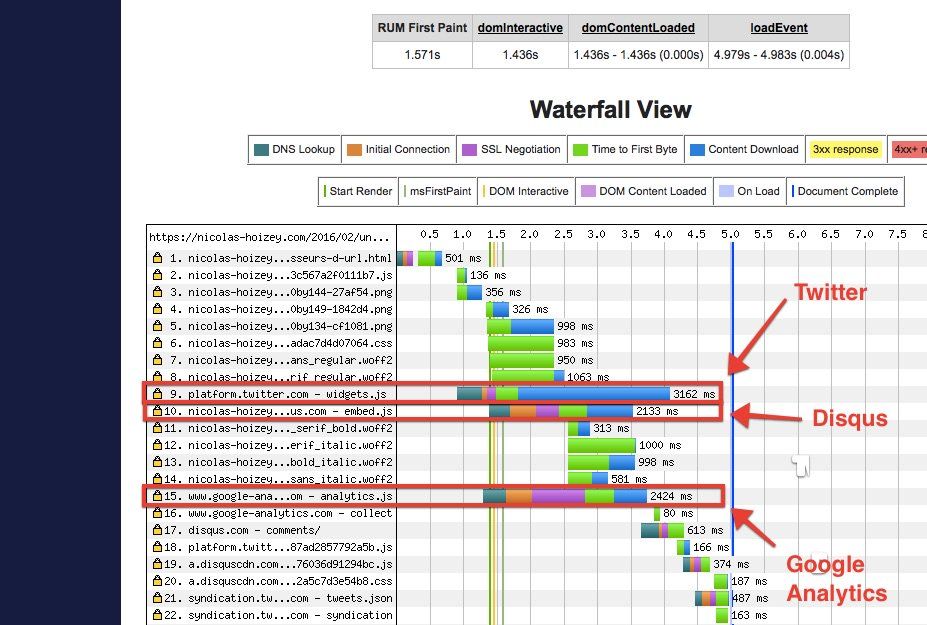 RUM First Paint domInteractive domContentLoaded loadEvent
1.571s 1.436s 1.436s - 1.436s (0.000s) 4.979s - 4.983s (0.004s)
Waterfall View
DNS Lookup Initial Connection SSL Negotiation Time to First Byte Content Download 3xx response 4xx+ re
Start Render msFirstPaint DOM Interactive DOM Content Loaded On Load Document Complete
https://nicolas-hoizey.com/2016/02/un... 0.5 1.0 1.5 2.0 2.5 3.0 3.5 4.0 4.5 5.0 5.5 6.0 6.5 7.0 7.5 8
1. nicolas-hoizey...sseurs-d-url.html 501 ms
2. nicolas-hoizey...3c567a2f0111b7.js 136 ms
3. nicolas-hoizey...0by144-27af54.png 356 ms
Twitter
4. nicolas-hoizey...0by149-1842d4.png 326 ms
5. nicolas-hoizey...0by134-cf1081.png 998 ms
6. nicolas-hoizey...adac7d4d07064.css 983 ms
7. nicolas-hoizey...ans_regular.woff2 950 ms
8. nicolas-hoizey...rif_regular.woff2 1063 ms
9. platform.twitter.com - widgets.js 3162 ms
10. nicolas-hoizey...us.com - embed.js 2133 ms
Disqus
11. nicolas-hoizey..._serif_bold.woff2 313 ms
12. nicolas-hoizey...erif_italic.woff2 1000 ms
13. nicolas-hoizey...bold_italic.woff2 998 ms
14. nicolas-hoizey...sans_italic.woff2 581 ms
15. www.google-ana...om - analytics.js 2424 ms
16. www.google-analytics.com - collect 80 ms
17. disqus.com - comments/ 613 ms
18. platform.twitt...87ad2857792a5b.js 166 ms
19. a.disquscdn.com...76036d91294bc.js 374 ms
Google
Analytics
20. a.disquscdn.com...2a5c7d3e54b8.css 187 ms
21. syndication.tw...com - tweets.json 487 ms
22. syndication.tw...com - syndication 163 ms